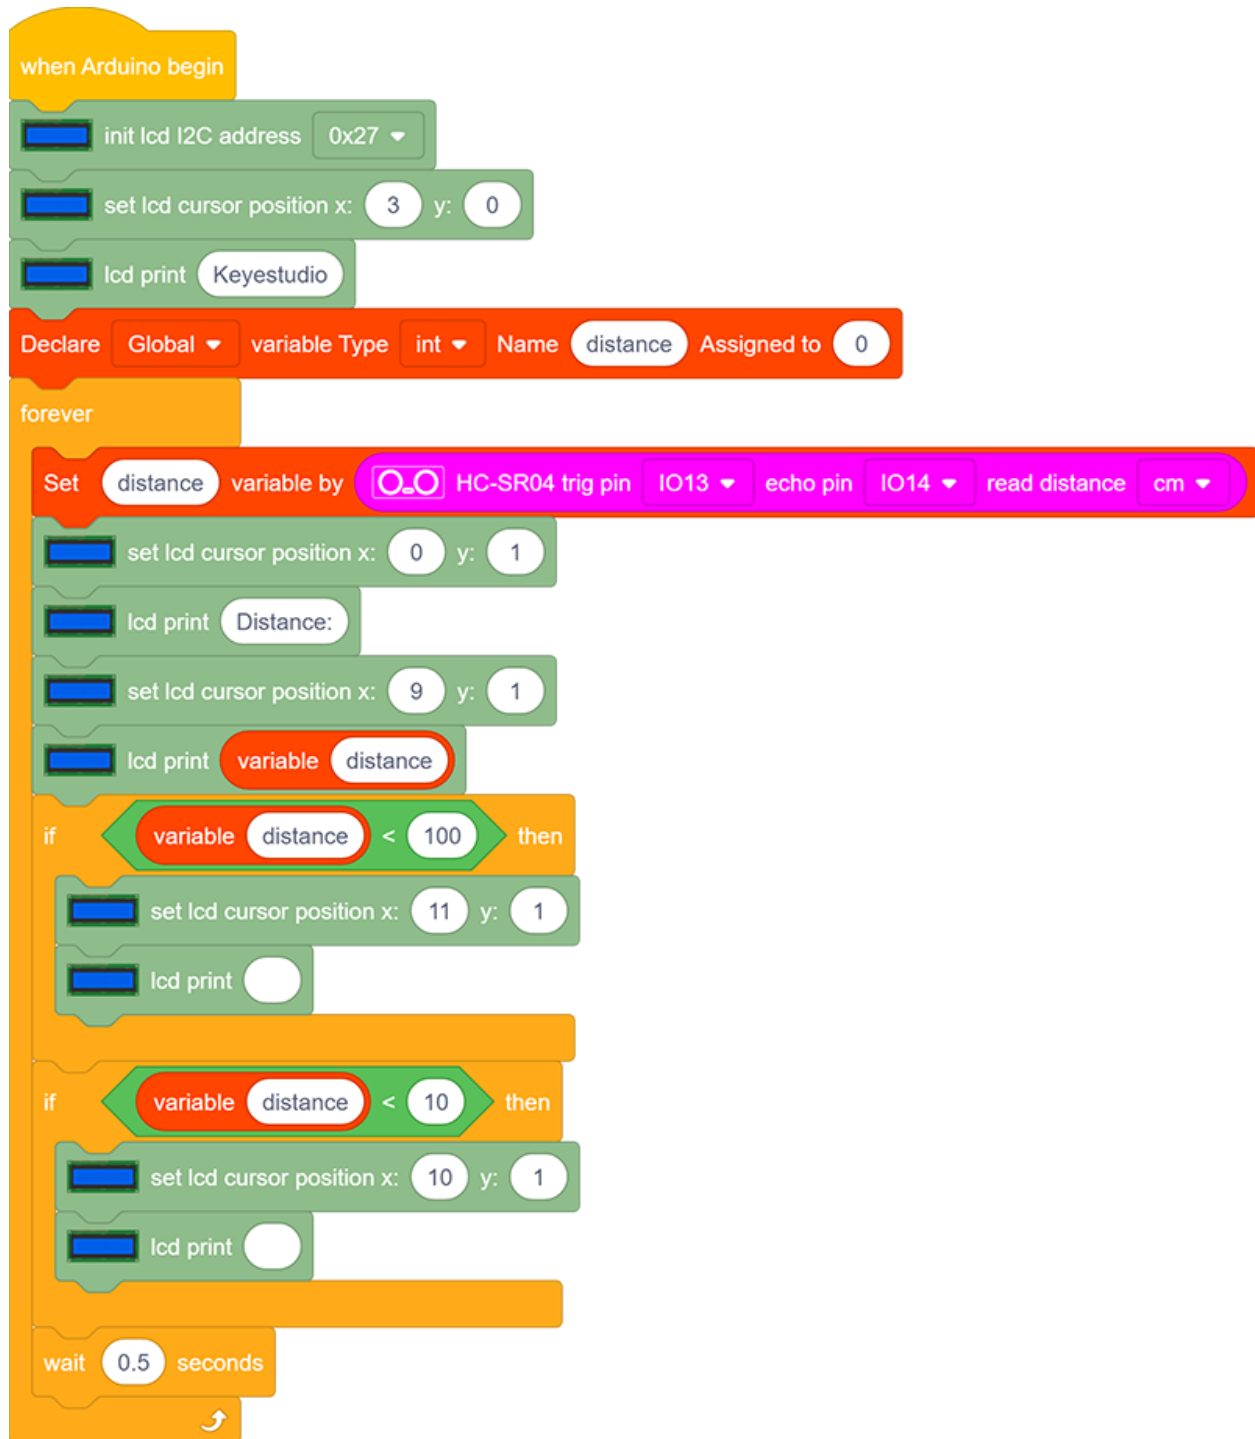 when Arduino begin
init lcd I2C address 0x27
set lcd cursor position x: 3 y: 0
lcd print Keyestudio
Declare Global variable Type int Name distance Assigned to 0
forever
Set distance variable by HC-SR04 trig pin IO13 echo pin IO14 read distance cm
set lcd cursor position x: 0 y: 1
lcd print Distance:
set lcd cursor position x: 9 y: 1
lcd print variable distance
if variable distance < 100 then
set lcd cursor position x: 11 y: 1
lcd print
if variable distance < 10 then
set lcd cursor position x: 10 y: 1
lcd print
wait 0.5 seconds